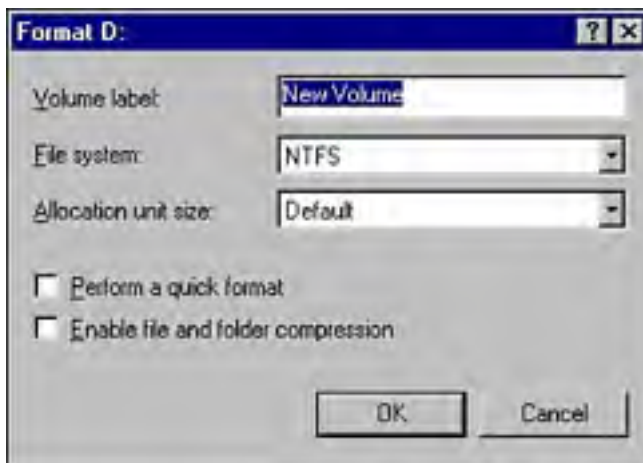 Format D:
Volume label: New Volume
File system: NTFS
Allocation unit size: Default
Perform a quick format
Enable file and folder compression
OK Cancel